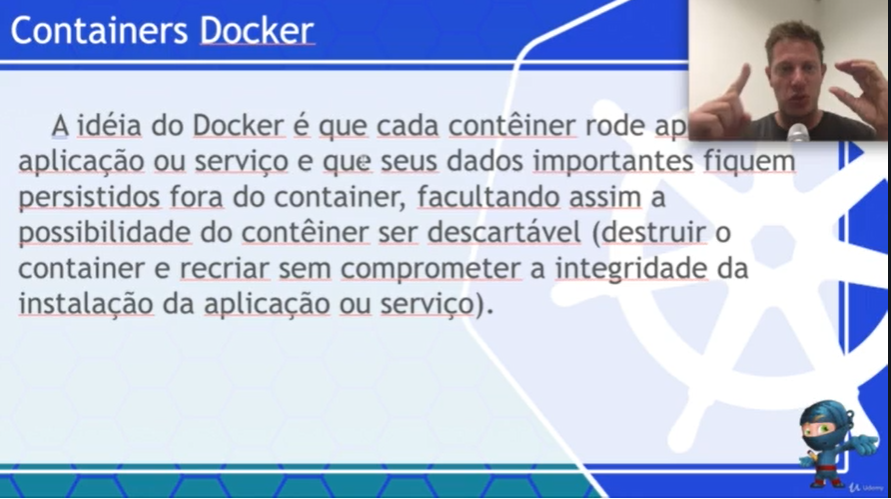 Containers Docker
A idéia do Docker é que cada contêiner rode
aplicação ou serviço e que seus dados importantes fiquem
persistidos fora do container, facultando assim a
possibilidade do contêiner ser descartável (destruir o
container e recriar sem comprometer a integridade da
instalação da aplicação ou serviço).
Udemy